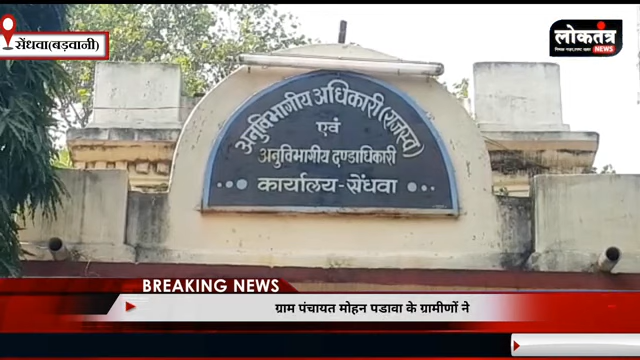 सेंधवा(बड़वानी)
लोकतंत्र
NEWS
अनुविभागीय अधिकारी (राजस्व)
एवं
अनुविभागीय दण्डाधिकारी
कार्यालय-सेंधवा
BREAKING NEWS
ग्राम पंचायत मोहन पडावा के ग्रामीणों ने